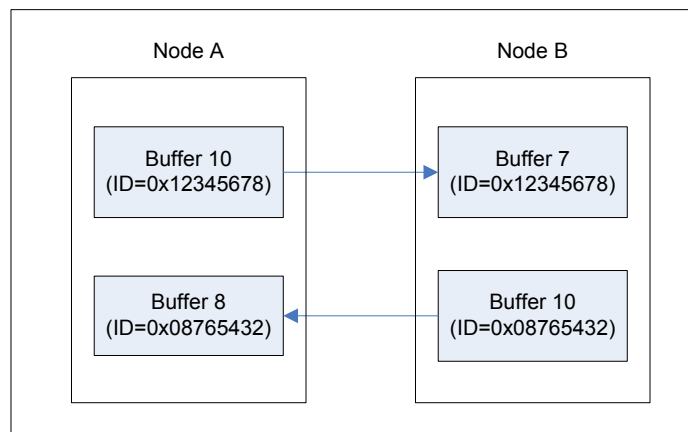 Node A
Node B
Buffer 10
(ID=0x12345678)
Buffer 7
(ID=0x12345678)
Buffer 8
(ID=0x08765432)
Buffer 10
(ID=0x08765432)